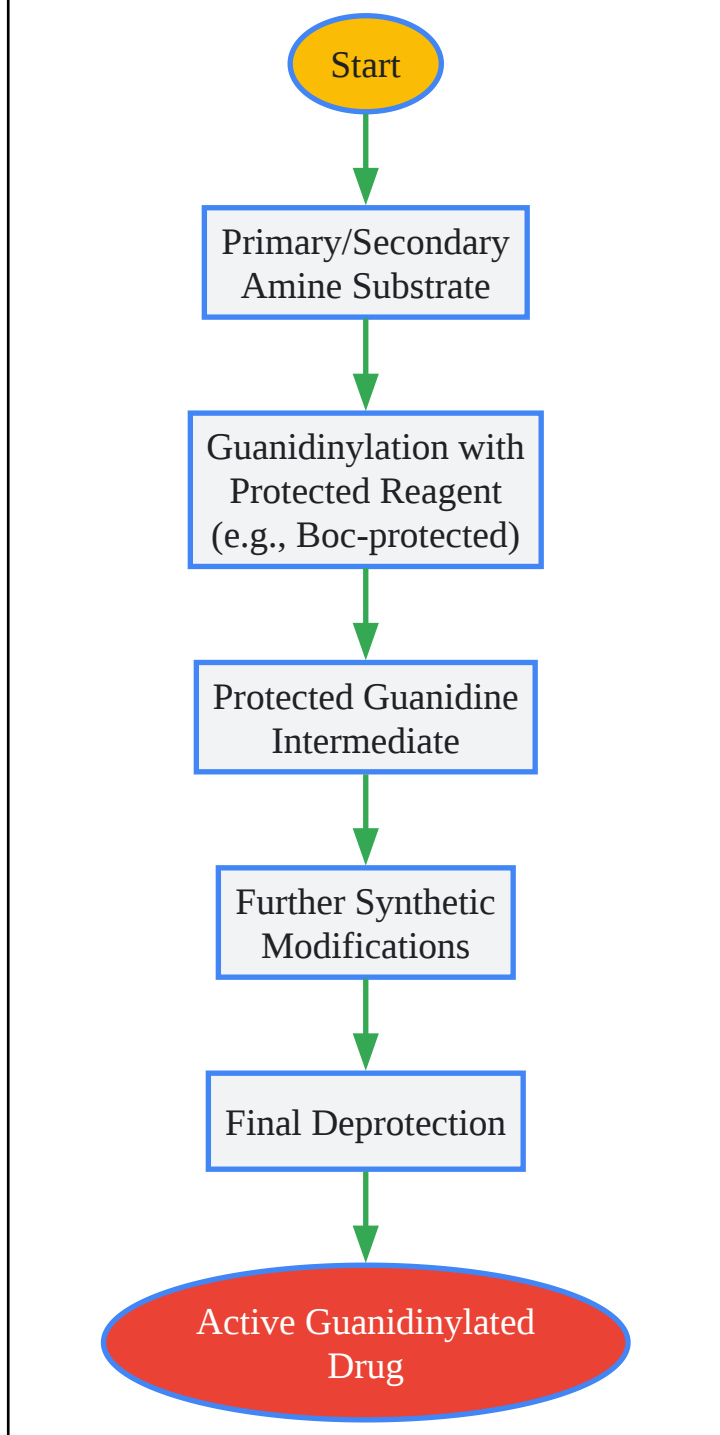 Start
Primary/Secondary
Amine Substrate
Guanidinylation with
Protected Reagent
(e.g., Boc-protected)
Protected Guanidine
Intermediate
Further Synthetic
Modifications
Final Deprotection
Active Guanidinylated
Drug